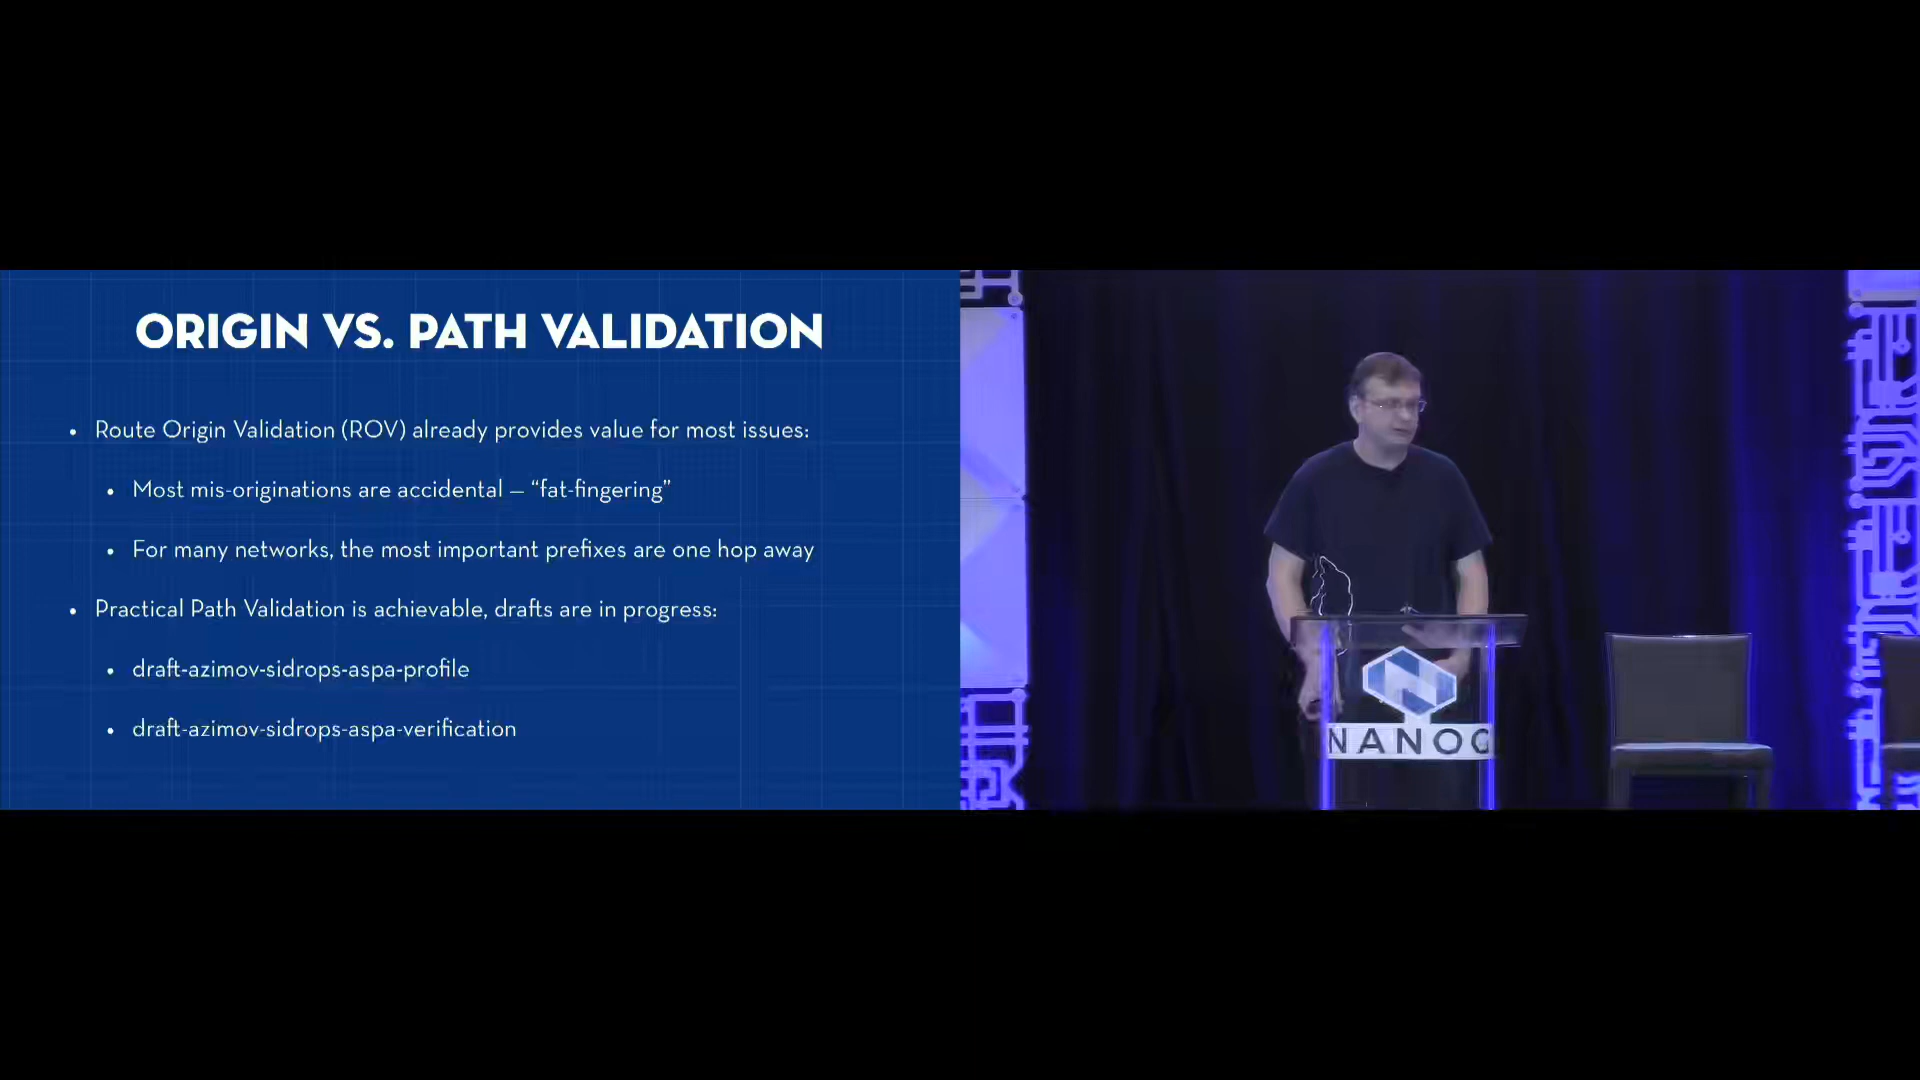 ORIGIN VS. PATH VALIDATION
• Route Origin Validation (ROV) already provides value for most issues:
• Most mis-originations are accidental – “fat-fingering”
• For many networks, the most important prefixes are one hop away
• Practical Path Validation is achievable, drafts are in progress:
• draft-azimov-sidrops-aspa-profile
• draft-azimov-sidrops-aspa-verification
NANOG